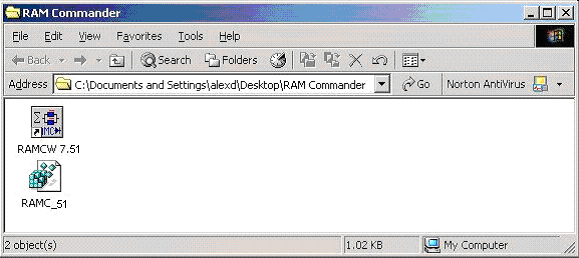 RAM Commander
File Edit View Favorites Tools Help
Back Search Folders
Address C:\Documents and Settings\alexd\Desktop\RAM Commander Go Norton AntiVirus
MC
RAMCW 7.51
RAMC_51
2 object(s) 1.02 KB My Computer